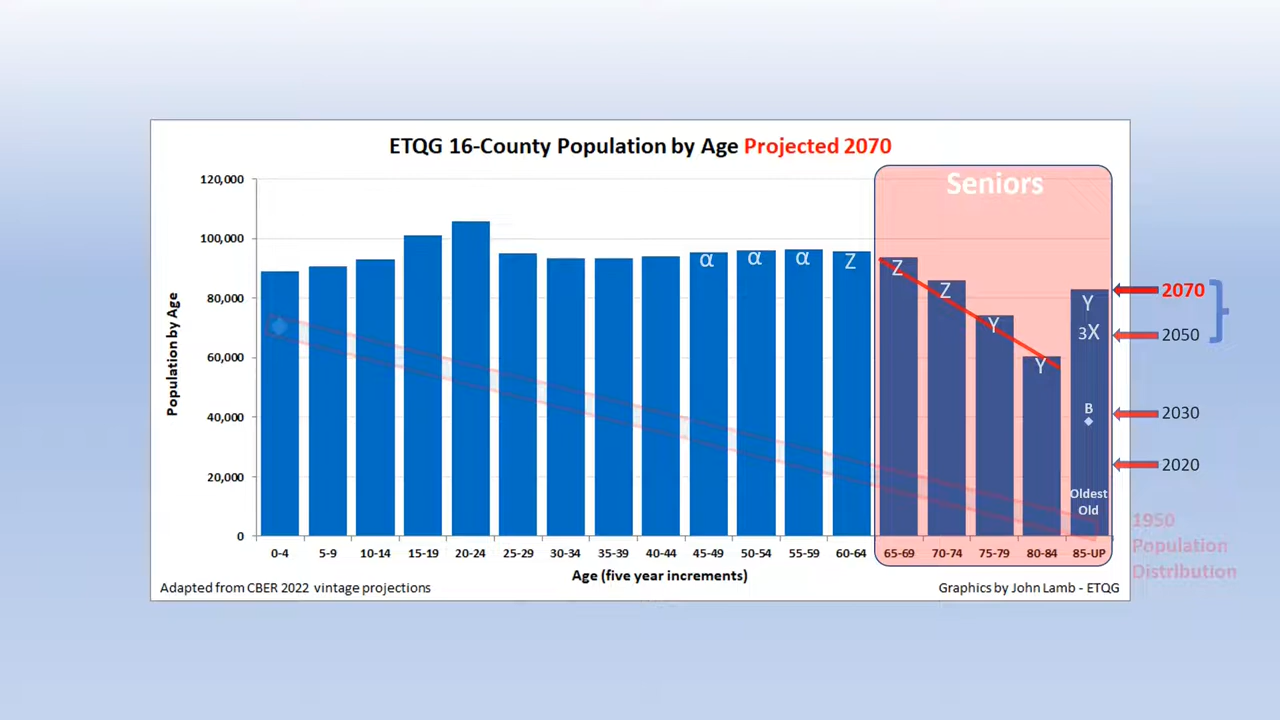 ETQG 16-County Population by Age Projected 2070
Seniors
120,000
100,000
80,000
60,000
40,000
20,000
0
Population by Age
α α α Z Z Z Y Y Y
3X
B
Oldest
Old
2070
2050
2030
2020
1950
Population
Distribution
0-4 5-9 10-14 15-19 20-24 25-29 30-34 35-39 40-44 45-49 50-54 55-59 60-64 65-69 70-74 75-79 80-84 85-UP
Age (five year increments)
Adapted from CBER 2022 vintage projections
Graphics by John Lamb - ETQG